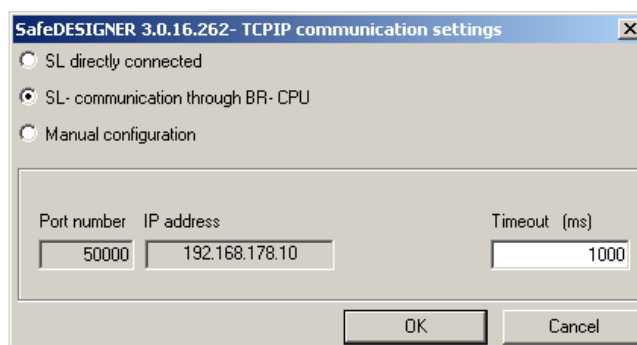 SafeDESIGNER 3.0.16.262- TCPIP communication settings
SL directly connected
SL- communication through BR- CPU
Manual configuration
Port number IP address Timeout (ms)
50000 192.168.178.10 1000
OK Cancel